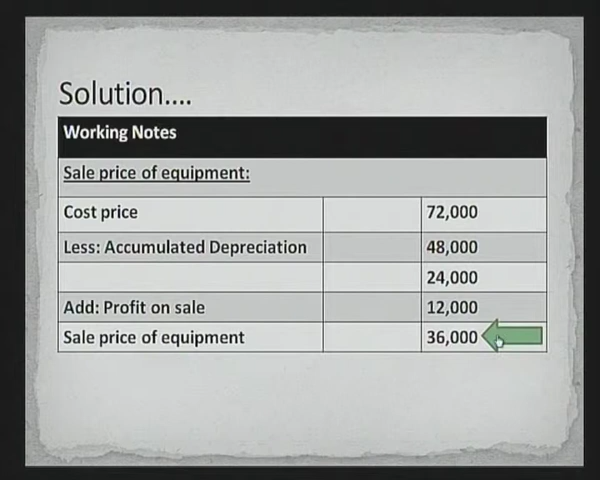 Solution....
Working Notes
Sale price of equipment:
Cost price 72,000
Less: Accumulated Depreciation 48,000
24,000
Add: Profit on sale 12,000
Sale price of equipment 36,000